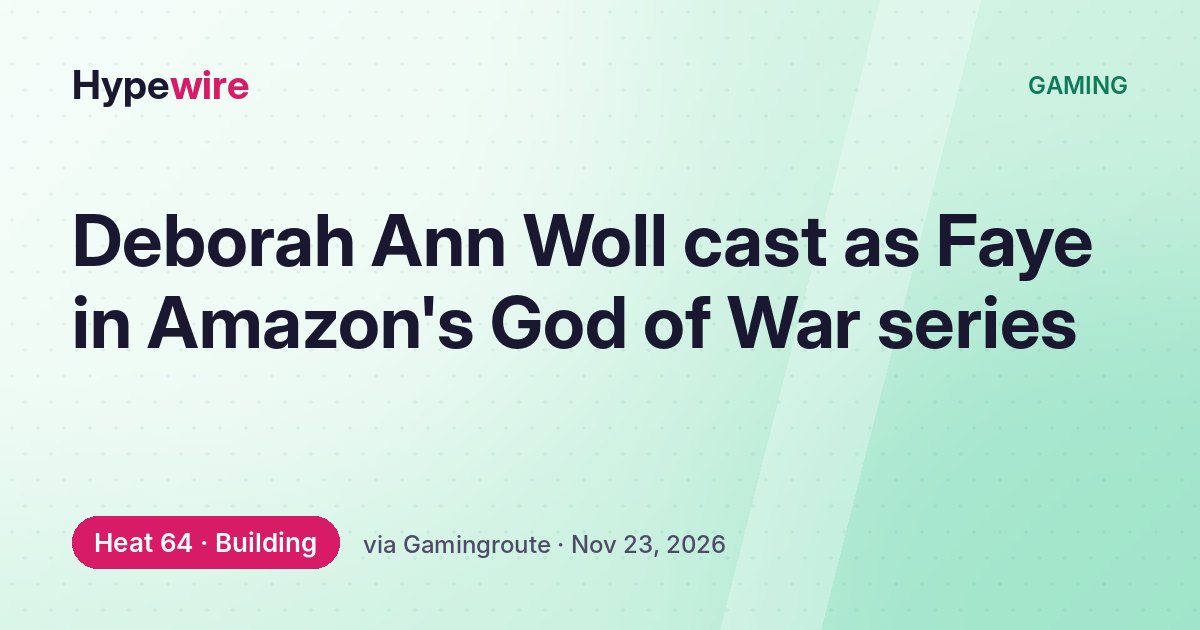 Hypewire
GAMING
Deborah Ann Woll cast as Faye
in Amazon's God of War series
Heat 64 · Building
via Gamingroute · Nov 23, 2026